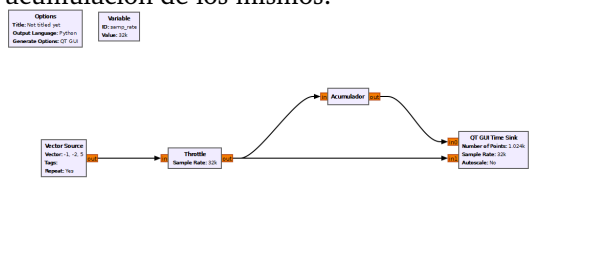 acumulación de los mismos.
Options
Title: Not titled yet
Output Language: Python
Generate Options: QT GUI
Variable
ID: samp_rate
Value: 32k
in
Acumulador
out
Vector Source
Vector: -1, -2, 5
Tags:
Repeat: Yes
out
in
Throttle
Sample Rate: 32k
out
in0
in1
QT GUI Time Sink
Number of Points: 1.024k
Sample Rate: 32k
Autoscale: No